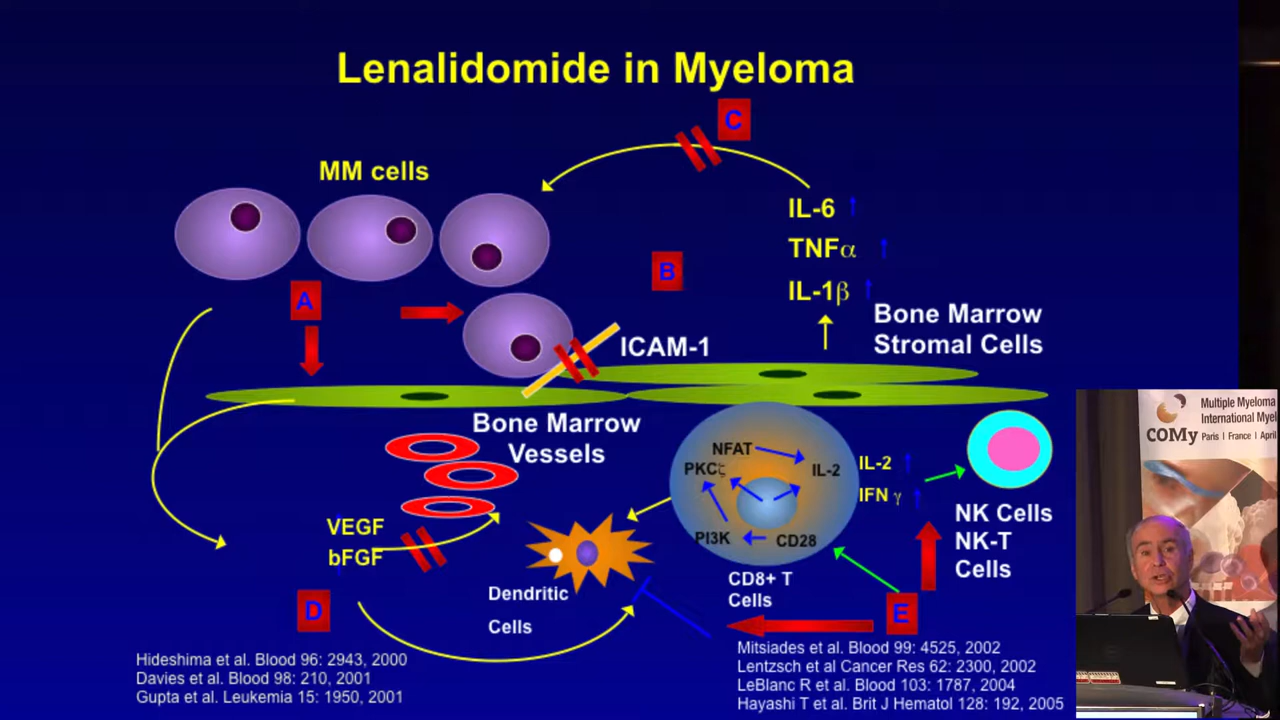 Lenalidomide in Myeloma
C
MM cells
IL-6
TNFα
B
IL-1β
A
Bone Marrow
Stromal Cells
ICAM-1
Bone Marrow
Vessels
NFAT
PKCζ
IL-2
PI3K
CD28
IL-2
IFN γ
NK Cells
NK-T
Cells
VEGF
bFGF
Dendritic
Cells
CD8+ T
Cells
D
E
Hideshima et al. Blood 96: 2943, 2000
Davies et al. Blood 98: 210, 2001
Gupta et al. Leukemia 15: 1950, 2001
Mitsiades et al. Blood 99: 4525, 2002
Lentzsch et al Cancer Res 62: 2300, 2002
LeBlanc R et al. Blood 103: 1787, 2004
Hayashi T et al. Brit J Hematol 128: 192, 2005
Multiple Myeloma
International Myel
COMy Paris | France | April